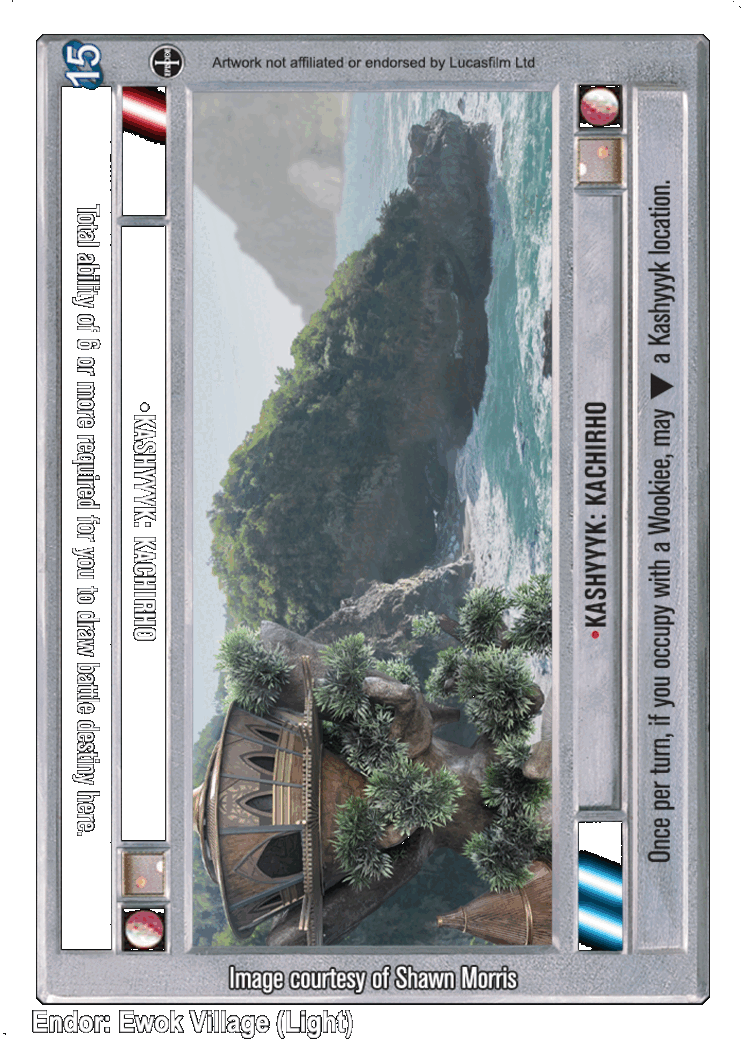 15
EPISODE I
Artwork not affiliated or endorsed by Lucasfilm Ltd
Total ability of 6 or more required for you to draw battle destiny here.
•KASHYYYK: KACHIRHO
•KASHYYYK: KACHIRHO
Once per turn, if you occupy with a Wookiee, may ▼ a Kashyyyk location.
Image courtesy of Shawn Morris
Endor: Ewok Village (Light)